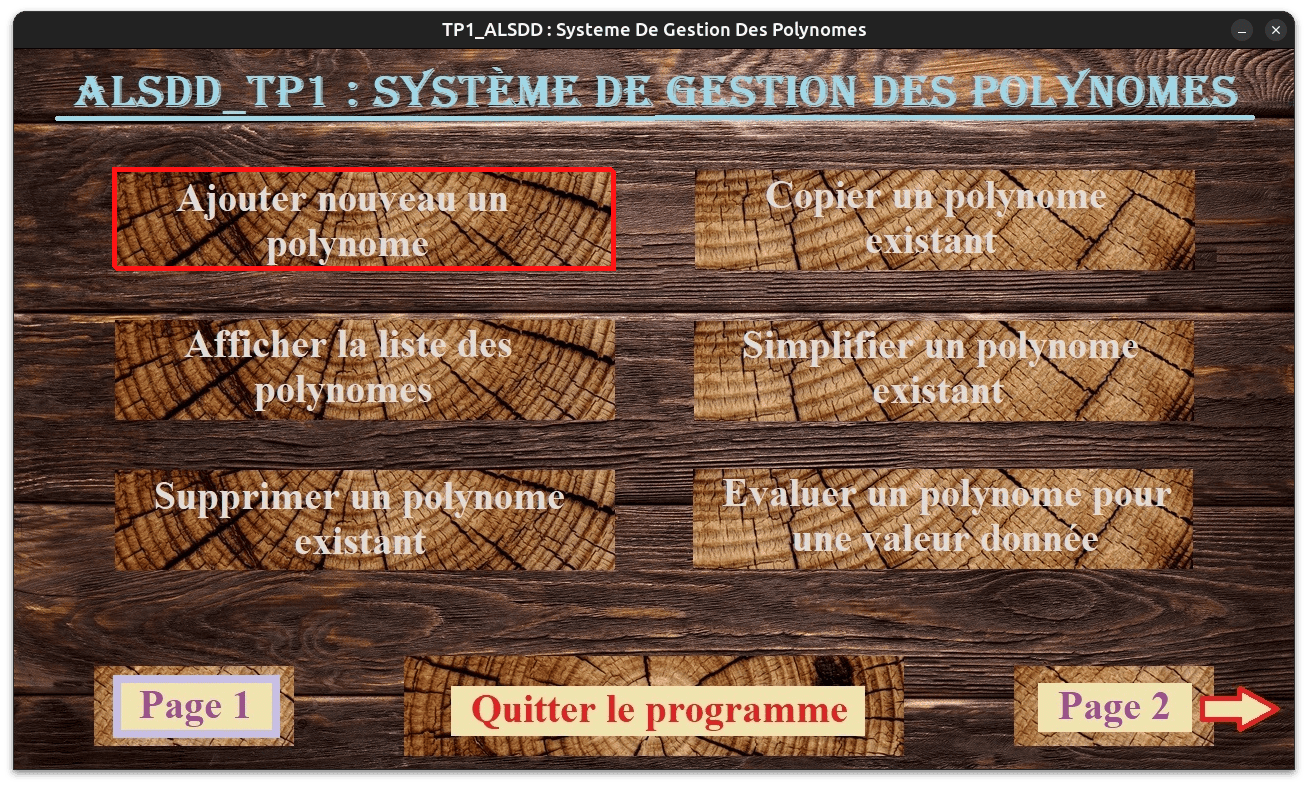 TP1_ALSDD : Systeme De Gestion Des Polynomes
ALSDD_TP1 : SYSTÈME DE GESTION DES POLYNOMES
Ajouter nouveau un
polynome
Copier un polynome
existant
Afficher la liste des
polynomes
Simplifier un polynome
existant
Supprimer un polynome
existant
Evaluer un polynome pour
une valeur donnée
Page 1
Quitter le programme
Page 2